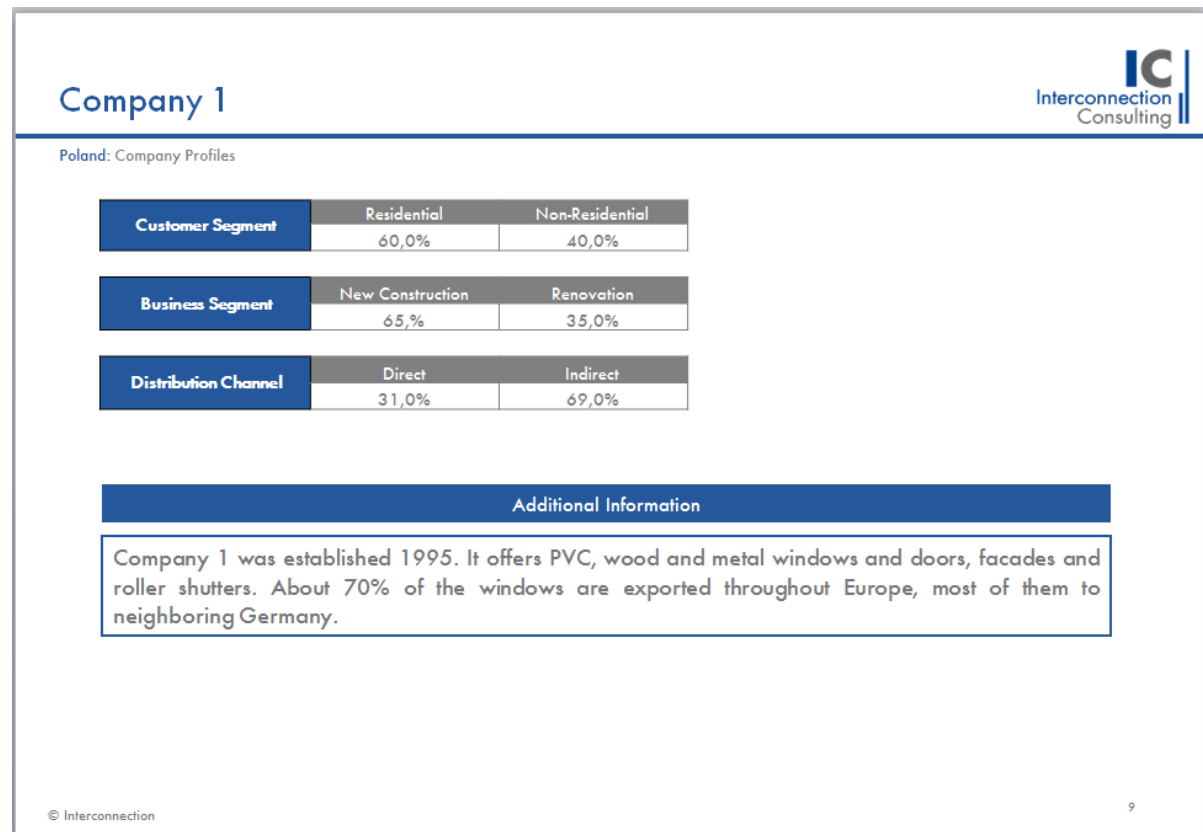 Company 1
IC
Interconnection
Consulting
Poland: Company Profiles
Customer Segment
Residential Non-Residential
60,0% 40,0%
Business Segment
New Construction Renovation
65,% 35,0%
Distribution Channel
Direct Indirect
31,0% 69,0%
Additional Information
Company 1 was established 1995. It offers PVC, wood and metal windows and doors, facades and
roller shutters. About 70% of the windows are exported throughout Europe, most of them to
neighboring Germany.
© Interconnection
9